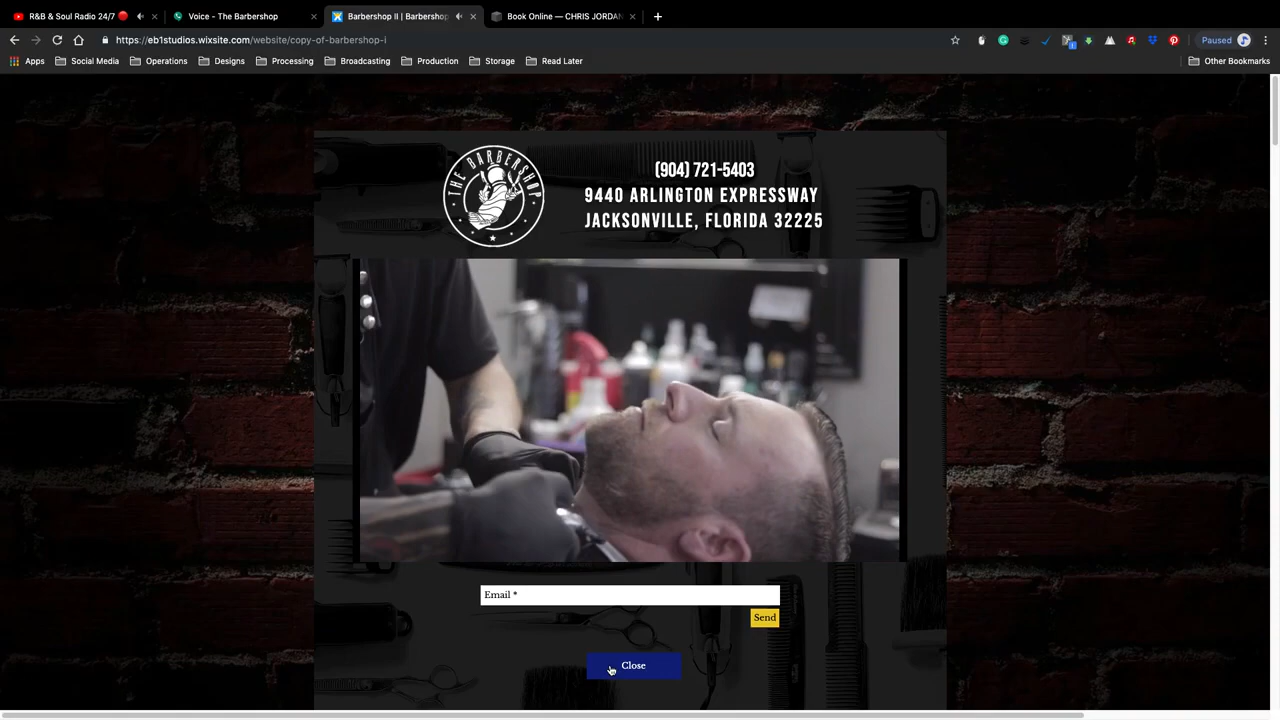 R&B & Soul Radio 24/7
Voice - The Barbershop
Barbershop II | Barbershop
Book Online — CHRIS JORDAN
https://eb1studios.wixsite.com/website/copy-of-barbershop-i
Paused
Apps
Social Media
Operations
Designs
Processing
Broadcasting
Production
Storage
Read Later
Other Bookmarks
THE BARBERSHOP
(904) 721-5403
9440 ARLINGTON EXPRESSWAY
JACKSONVILLE, FLORIDA 32225
Email *
Send
Close